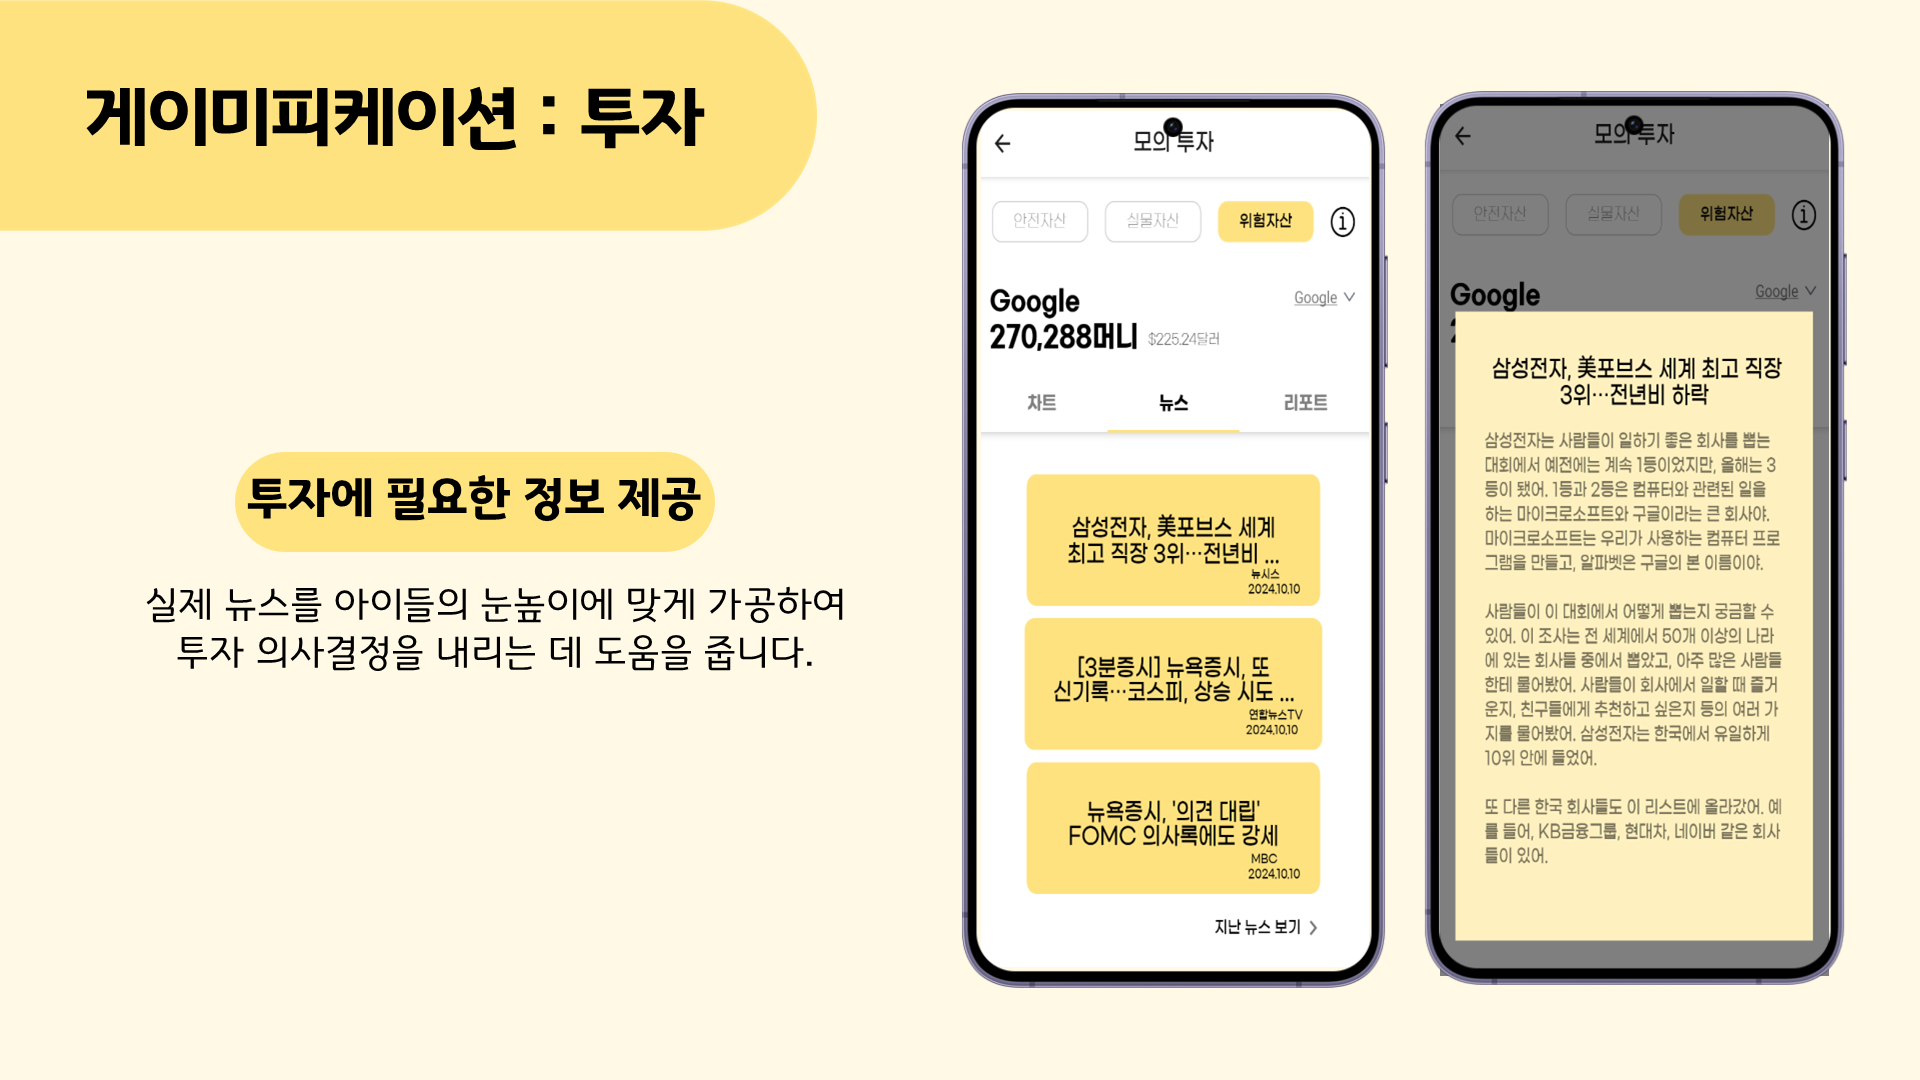 게이미피케이션 : 투자
투자에 필요한 정보 제공
실제 뉴스를 아이들의 눈높이에 맞게 가공하여
투자 의사결정을 내리는 데 도움을 줍니다.
모의 투자
안전자산 실물자산 위험자산
Google
Google
270,288머니 $225.24달러
차트 뉴스 리포트
삼성전자, 美포브스 세계
최고 직장 3위…전년비 ...
뉴시스
2024.10.10
[3분증시] 뉴욕증시, 또
신기록…코스피, 상승 시도 ...
연합뉴스TV
2024.10.10
뉴욕증시, '의견 대립'
FOMC 의사록에도 강세
MBC
2024.10.10
지난 뉴스 보기
모의 투자
안전자산 실물자산 위험자산
Google
Google
삼성전자, 美포브스 세계 최고 직장
3위…전년비 하락
삼성전자는 사람들이 일하기 좋은 회사를 뽑는
대회에서 예전에는 계속 1등이었지만, 올해는 3
등이 됐어. 1등과 2등은 컴퓨터와 관련된 일을
하는 마이크로소프트와 구글이라는 큰 회사야.
마이크로소프트는 우리가 사용하는 컴퓨터 프로
그램을 만들고, 알파벳은 구글의 본 이름이야.
사람들이 이 대회에서 어떻게 뽑는지 궁금할 수
있어. 이 조사는 전 세계에서 50개 이상의 나라
에 있는 회사들 중에서 뽑았고, 아주 많은 사람들
한테 물어봤어. 사람들이 회사에서 일할 때 즐거
운지, 친구들에게 추천하고 싶은지 등의 여러 가
지를 물어봤어. 삼성전자는 한국에서 유일하게
10위 안에 들었어.
또 다른 한국 회사들도 이 리스트에 올라갔어. 예
를 들어, KB금융그룹, 현대차, 네이버 같은 회사
들이 있어.